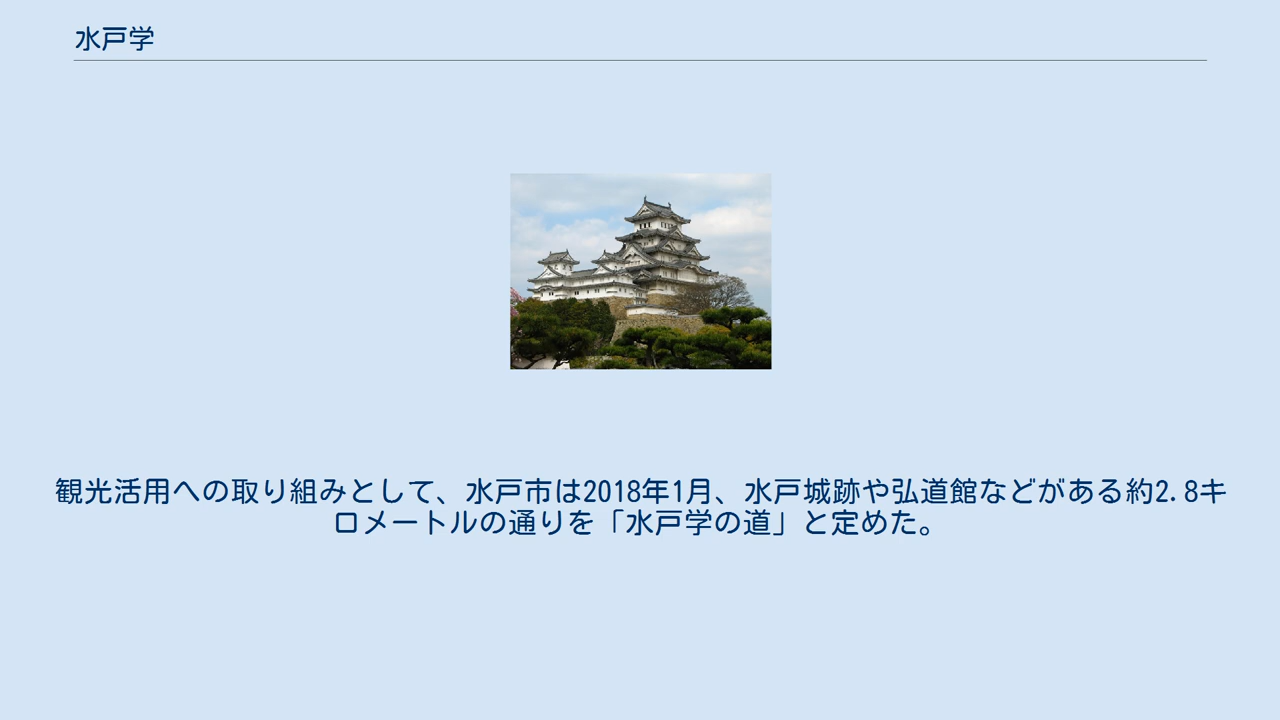 水戸学
観光活用への取り組みとして、水戸市は2018年1月、水戸城跡や弘道館などがある約2.8キ
ロメートルの通りを「水戸学の道」と定めた。